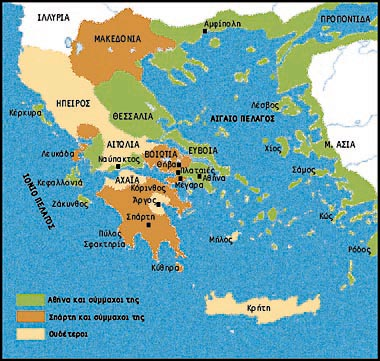 ΙΛΛΥΡΙΑ
ΠΡΟΠΟΝΤΙΔΑ
Αμφίπολη
ΜΑΚΕΔΟΝΙΑ
ΗΠΕΙΡΟΣ
Λέσβος
Κέρκυρα
ΘΕΣΣΑΛΙΑ
ΑΙΓΑΙΟ ΠΕΛΑΓΟΣ
Μ. ΑΣΙΑ
Λευκάδα
ΑΙΤΩΛΙΑ
ΒΟΙΩΤΙΑ
ΕΥΒΟΙΑ
Χίος
Ναύπακτος
Θήβα
Πλαταιές
Σάμος
Κεφαλλονιά
ΑΧΑΪΑ
Μέγαρα
Αθήνα
ΙΟΝΙΟ ΠΕΛΑΓΟΣ
Κόρινθος
Ζάκυνθος
Άργος
Σπάρτη
Κώς
Πύλος
Μήλος
Σφακτηρία
Ρόδος
Κύθηρα
Κρήτη
Αθήνα και σύμμαχοι της
Σπάρτη και σύμμαχοι της
Ουδέτεροι